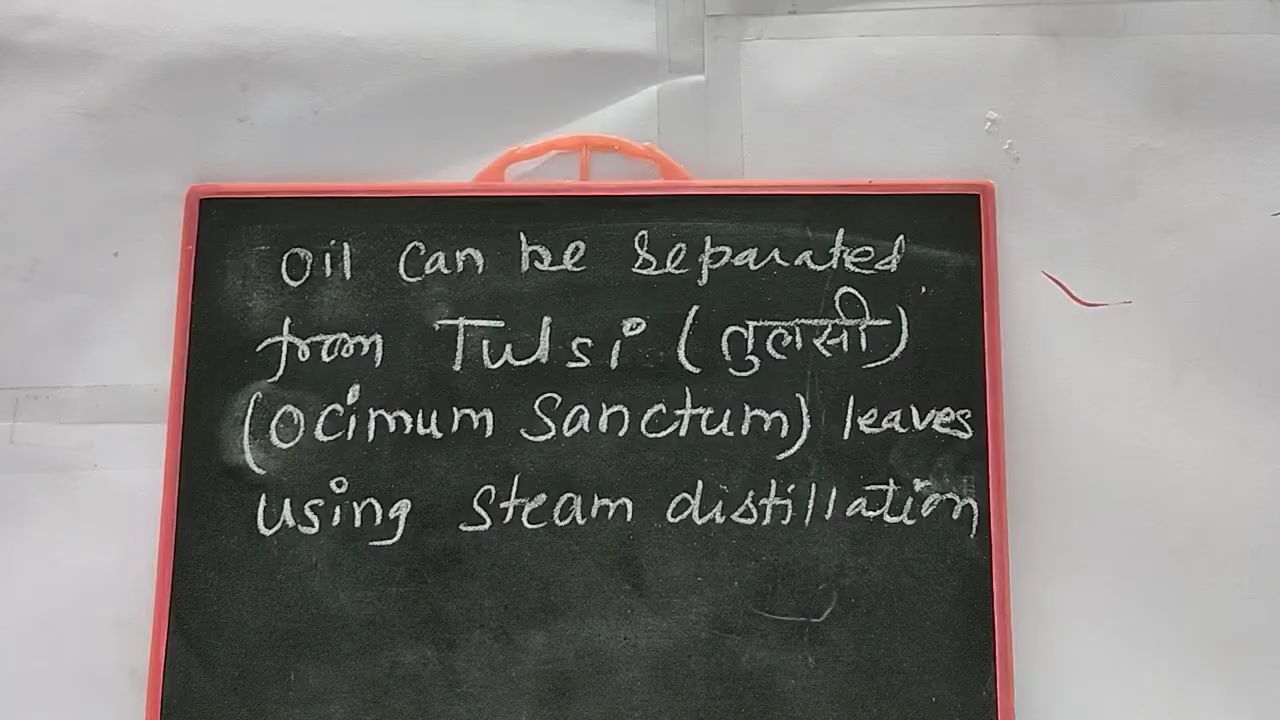 Oil can be separated
from Tulsi (तुलसी)
(Ocimum Sanctum) leaves
using steam distillation